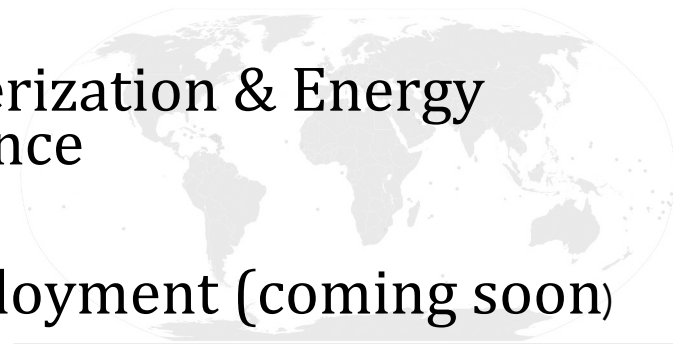 erization & Energy
nce
loyment (coming soon)